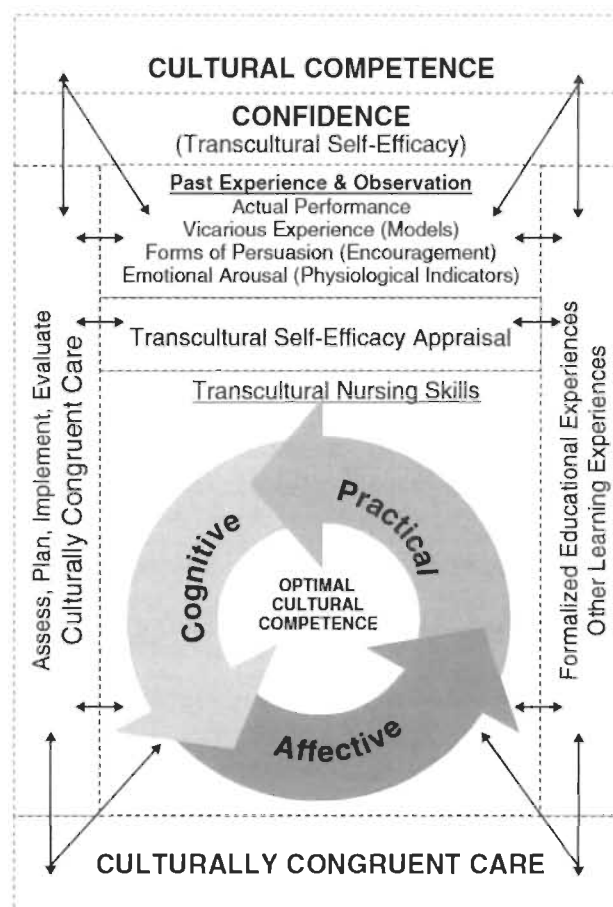 CULTURAL COMPETENCE
CONFIDENCE
(Transcultural Self-Efficacy)
Past Experience & Observation
Actual Performance
Vicarious Experience (Models)
Forms of Persuasion (Encouragement)
Emotional Arousal (Physiological Indicators)
Transcultural Self-Efficacy Appraisal
Transcultural Nursing Skills
Assess, Plan, Implement, Evaluate
Culturally Congruent Care
Cognitive
Practical
Affective
OPTIMAL
CULTURAL
COMPETENCE
Formalized Educational Experiences
Other Learning Experiences
CULTURALLY CONGRUENT CARE